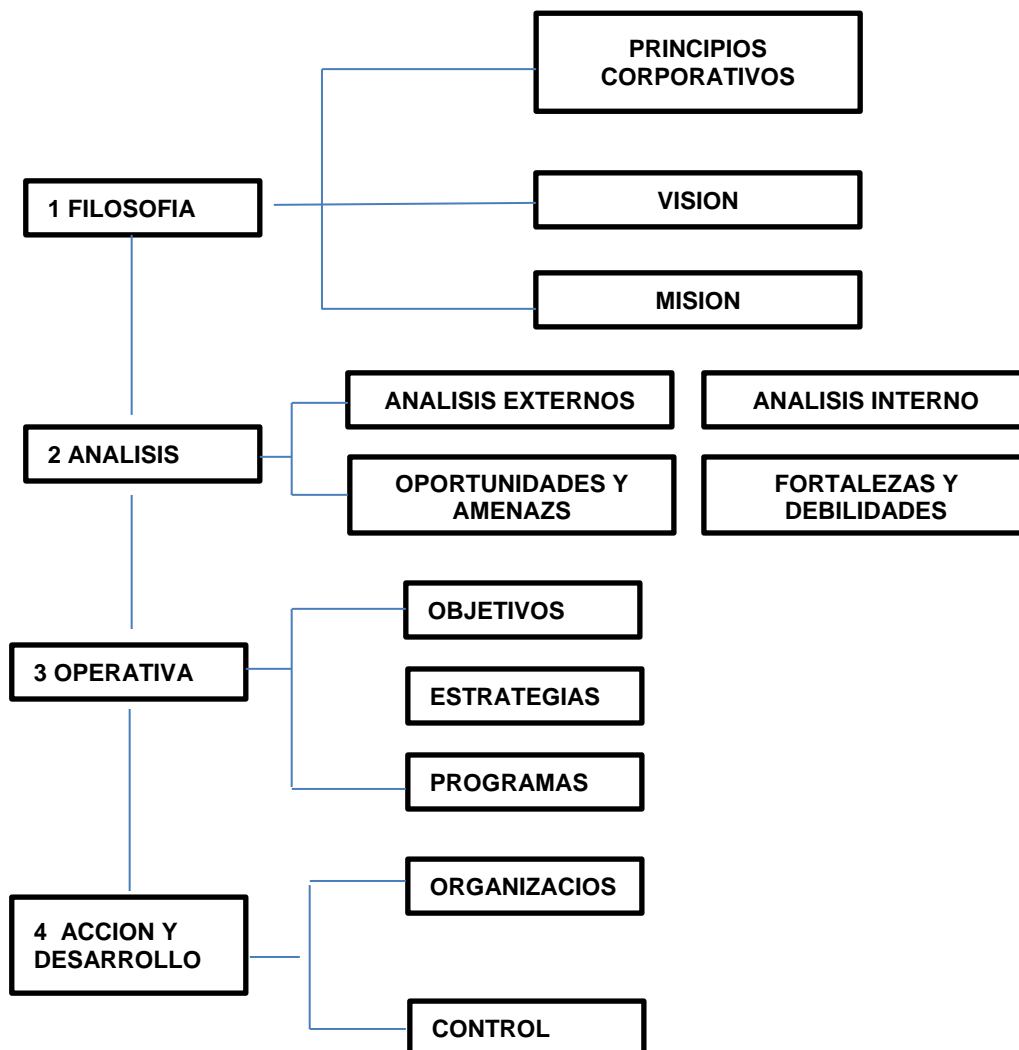 PRINCIPIOS
CORPORATIVOS
1 FILOSOFIA
VISION
MISION
ANALISIS EXTERNOS
ANALISIS INTERNO
2 ANALISIS
OPORTUNIDADES Y
AMENAZS
FORTALEZAS Y
DEBILIDADES
OBJETIVOS
3 OPERATIVA
ESTRATEGIAS
PROGRAMAS
ORGANIZACIOS
4 ACCION Y
DESARROLLO
CONTROL